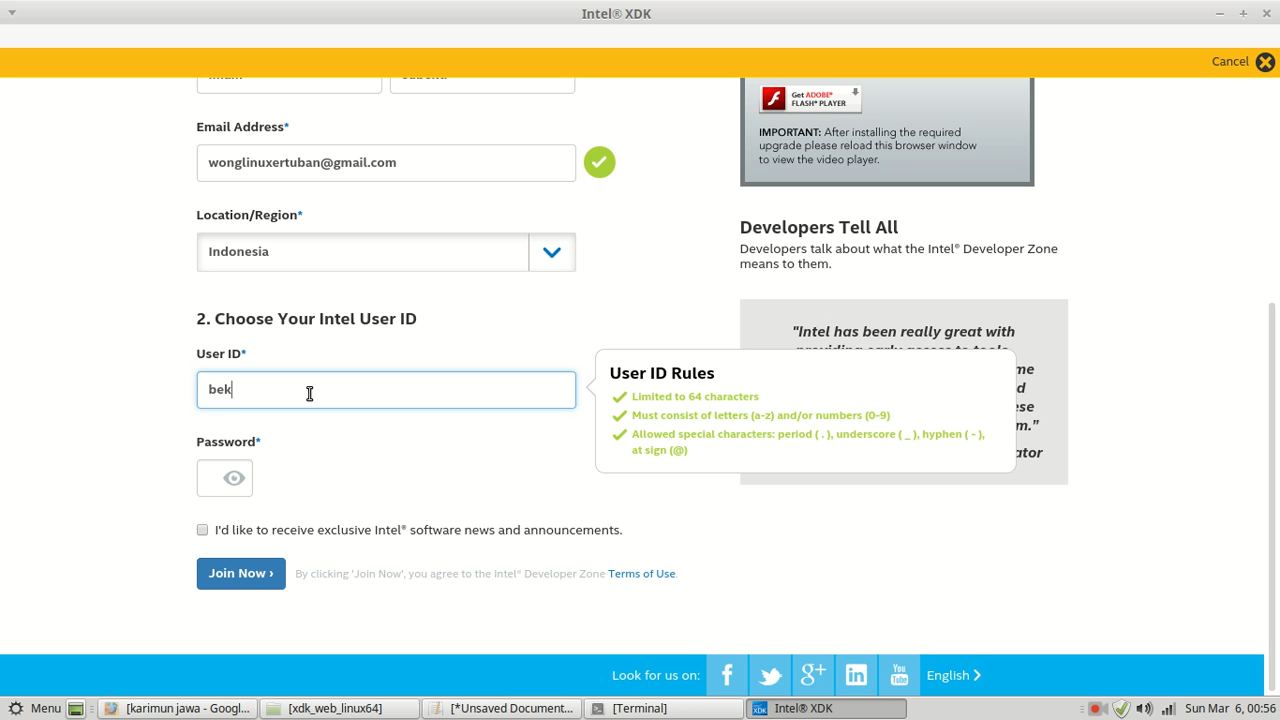 Intel® XDK
Cancel
Email Address*
wonglinuxertuban@gmail.com
Location/Region*
Indonesia
2. Choose Your Intel User ID
User ID*
bek
Password*
I'd like to receive exclusive Intel® software news and announcements.
Join Now ›
By clicking 'Join Now', you agree to the Intel® Developer Zone Terms of Use.
Get ADOBE®
FLASH® PLAYER
IMPORTANT: After installing the required
upgrade please reload this browser window
to view the video player.
Developers Tell All
Developers talk about what the Intel® Developer Zone
means to them.
"Intel has been really great with
me
d
ese
m."
ator
User ID Rules
Limited to 64 characters
Must consist of letters (a-z) and/or numbers (0-9)
Allowed special characters: period ( . ), underscore ( _ ), hyphen ( - ),
at sign (@)
Look for us on:
English
Menu
[karimun jawa - Googl...
[xdk_web_linux64]
[*Unsaved Document...
[Terminal]
Intel® XDK
Sun Mar 6, 00:56